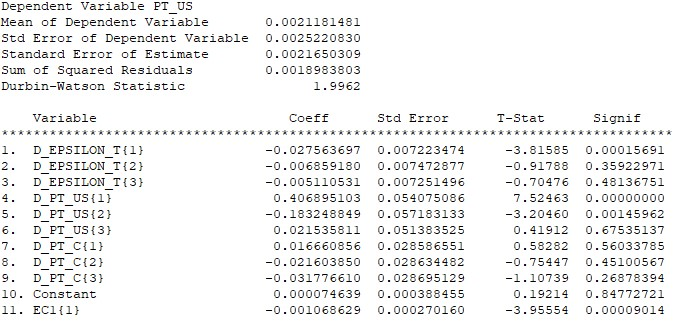 Dependent Variable PT_US
Mean of Dependent Variable 0.0021181481
Std Error of Dependent Variable 0.0025220830
Standard Error of Estimate 0.0021650309
Sum of Squared Residuals 0.0018983803
Durbin-Watson Statistic 1.9962
Variable Coeff Std Error T-Stat Signif
*******************************************************************************
1. D_EPSILON_T{1} -0.027563697 0.007223474 -3.81585 0.00015691
2. D_EPSILON_T{2} -0.006859180 0.007472877 -0.91788 0.35922971
3. D_EPSILON_T{3} -0.005110531 0.007251496 -0.70476 0.48136751
4. D_PT_US{1} 0.406895103 0.054075086 7.52463 0.00000000
5. D_PT_US{2} -0.183248849 0.057183133 -3.20460 0.00145962
6. D_PT_US{3} 0.021535811 0.051383525 0.41912 0.67535137
7. D_PT_C{1} 0.016660856 0.028586551 0.58282 0.56033785
8. D_PT_C{2} -0.021603850 0.028634482 -0.75447 0.45100567
9. D_PT_C{3} -0.031776610 0.028695129 -1.10739 0.26878394
10. Constant 0.000074639 0.000388455 0.19214 0.84772721
11. EC1{1} -0.001068629 0.000270160 -3.95554 0.00009014